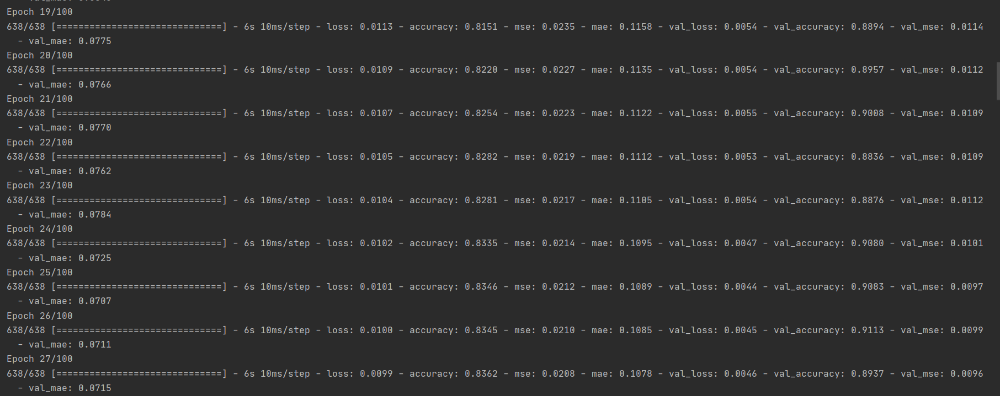 Epoch 19/100
638/638 [==============================] - 6s 10ms/step - loss: 0.0113 - accuracy: 0.8151 - mse: 0.0235 - mae: 0.1158 - val_loss: 0.0054 - val_accuracy: 0.8894 - val_mse: 0.0114
- val_mae: 0.0775
Epoch 20/100
638/638 [==============================] - 6s 10ms/step - loss: 0.0109 - accuracy: 0.8220 - mse: 0.0227 - mae: 0.1135 - val_loss: 0.0054 - val_accuracy: 0.8957 - val_mse: 0.0112
- val_mae: 0.0766
Epoch 21/100
638/638 [==============================] - 6s 10ms/step - loss: 0.0107 - accuracy: 0.8254 - mse: 0.0223 - mae: 0.1122 - val_loss: 0.0055 - val_accuracy: 0.9008 - val_mse: 0.0109
- val_mae: 0.0770
Epoch 22/100
638/638 [==============================] - 6s 10ms/step - loss: 0.0105 - accuracy: 0.8282 - mse: 0.0219 - mae: 0.1112 - val_loss: 0.0053 - val_accuracy: 0.8836 - val_mse: 0.0109
- val_mae: 0.0762
Epoch 23/100
638/638 [==============================] - 6s 10ms/step - loss: 0.0104 - accuracy: 0.8281 - mse: 0.0217 - mae: 0.1105 - val_loss: 0.0054 - val_accuracy: 0.8876 - val_mse: 0.0112
- val_mae: 0.0784
Epoch 24/100
638/638 [==============================] - 6s 10ms/step - loss: 0.0102 - accuracy: 0.8335 - mse: 0.0214 - mae: 0.1095 - val_loss: 0.0047 - val_accuracy: 0.9080 - val_mse: 0.0101
- val_mae: 0.0725
Epoch 25/100
638/638 [==============================] - 6s 10ms/step - loss: 0.0101 - accuracy: 0.8346 - mse: 0.0212 - mae: 0.1089 - val_loss: 0.0044 - val_accuracy: 0.9083 - val_mse: 0.0097
- val_mae: 0.0707
Epoch 26/100
638/638 [==============================] - 6s 10ms/step - loss: 0.0100 - accuracy: 0.8345 - mse: 0.0210 - mae: 0.1085 - val_loss: 0.0045 - val_accuracy: 0.9113 - val_mse: 0.0099
- val_mae: 0.0711
Epoch 27/100
638/638 [==============================] - 6s 10ms/step - loss: 0.0099 - accuracy: 0.8362 - mse: 0.0208 - mae: 0.1078 - val_loss: 0.0046 - val_accuracy: 0.8937 - val_mse: 0.0096
- val_mae: 0.0715